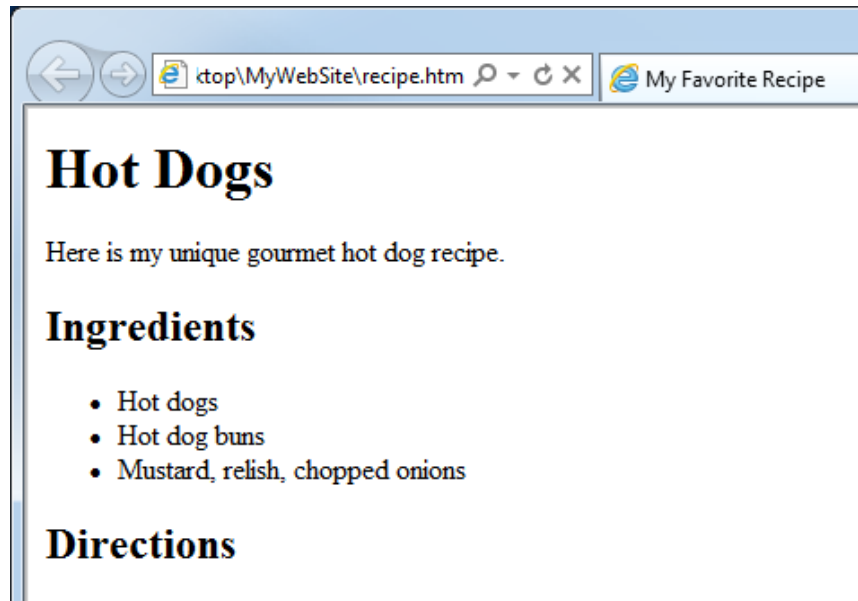 ktop\MyWebSite\recipe.htm
My Favorite Recipe
Hot Dogs
Here is my unique gourmet hot dog recipe.
Ingredients
• Hot dogs
• Hot dog buns
• Mustard, relish, chopped onions
Directions